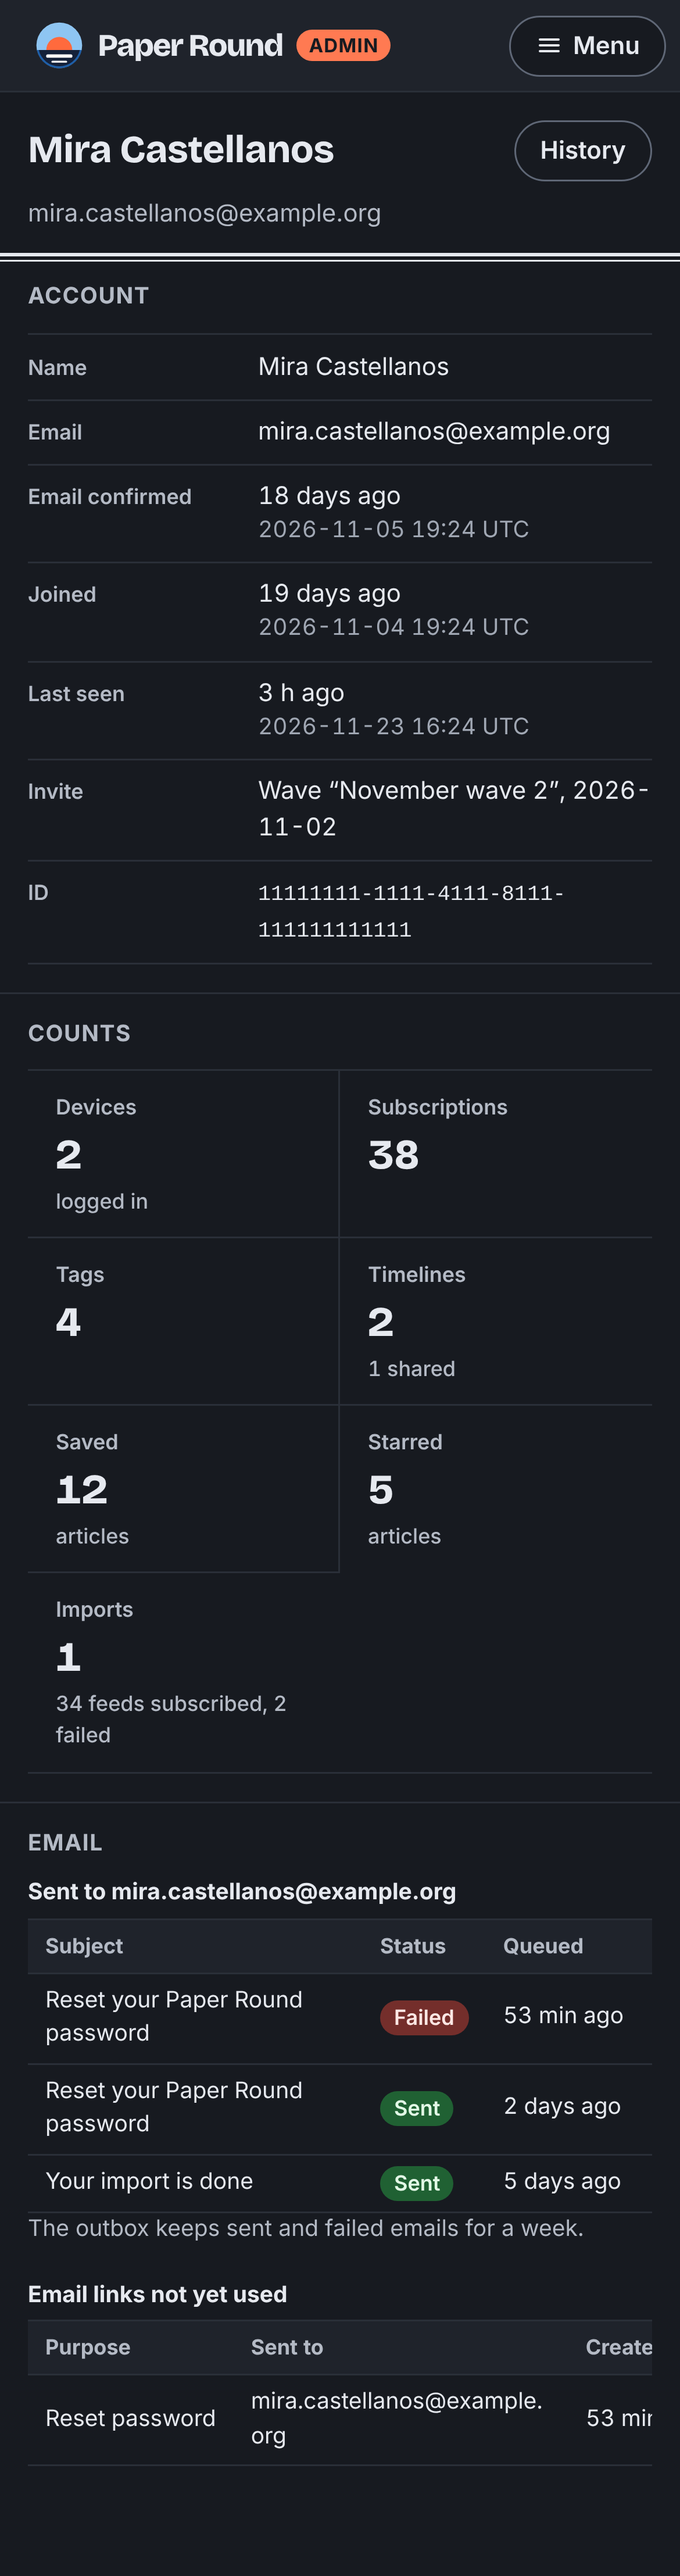 Paper Round ADMIN
Menu
Mira Castellanos
History
mira.castellanos@example.org
ACCOUNT
Name Mira Castellanos
Email mira.castellanos@example.org
Email confirmed 18 days ago
2026-11-05 19:24 UTC
Joined 19 days ago
2026-11-04 19:24 UTC
Last seen 3 h ago
2026-11-23 16:24 UTC
Invite Wave “November wave 2”, 2026-
11-02
ID 11111111-1111-4111-8111-
111111111111
COUNTS
Devices
2
logged in
Subscriptions
38
Tags
4
Timelines
2
1 shared
Saved
12
articles
Starred
5
articles
Imports
1
34 feeds subscribed, 2
failed
EMAIL
Sent to mira.castellanos@example.org
Subject Status Queued
Reset your Paper Round
password
Failed 53 min ago
Reset your Paper Round
password
Sent 2 days ago
Your import is done Sent 5 days ago
The outbox keeps sent and failed emails for a week.
Email links not yet used
Purpose Sent to Create
Reset password
mira.castellanos@example.
org
53 mi